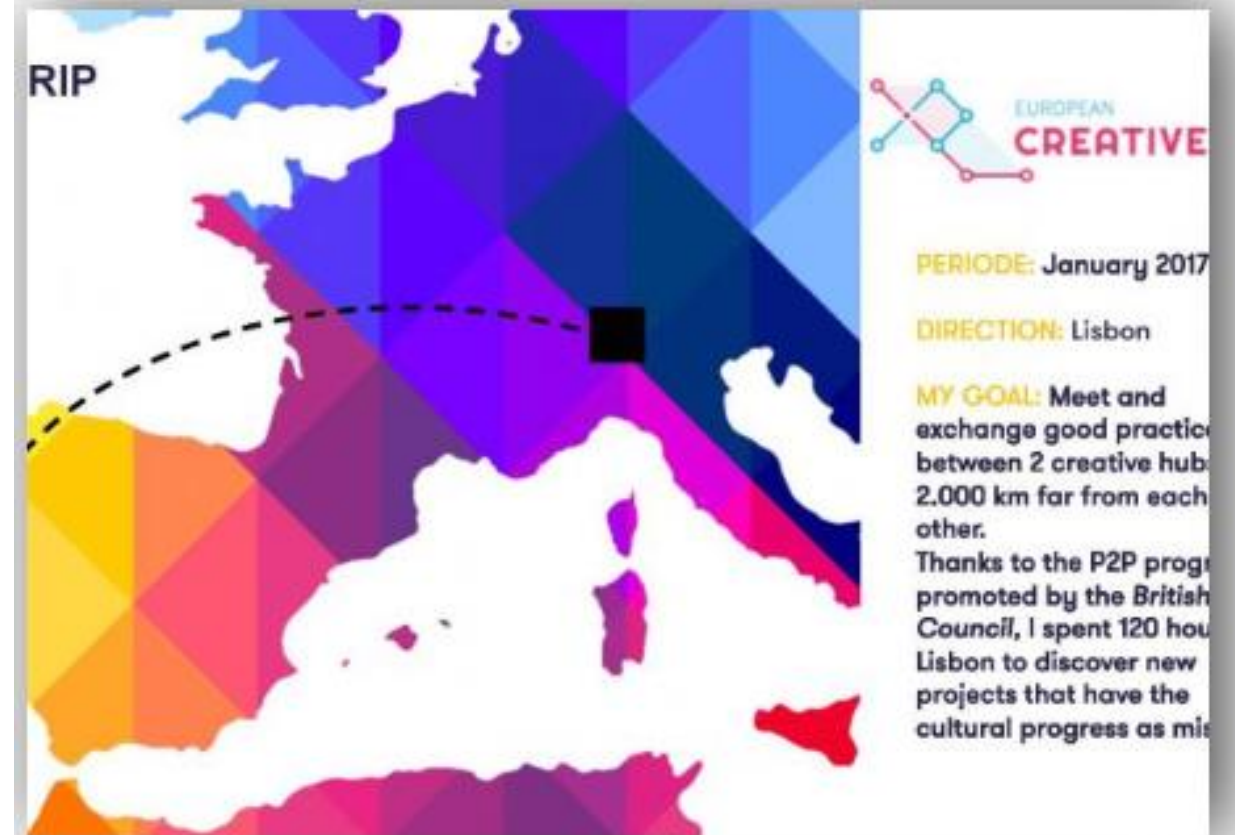 RIP
EUROPEAN
CREATIVE
PERIODE: January 2017
DIRECTION: Lisbon
MY GOAL: Meet and
exchange good practice
between 2 creative hub
2.000 km far from each
other.
Thanks to the P2P progr
promoted by the British
Council, I spent 120 hou
Lisbon to discover new
projects that have the
cultural progress as mis